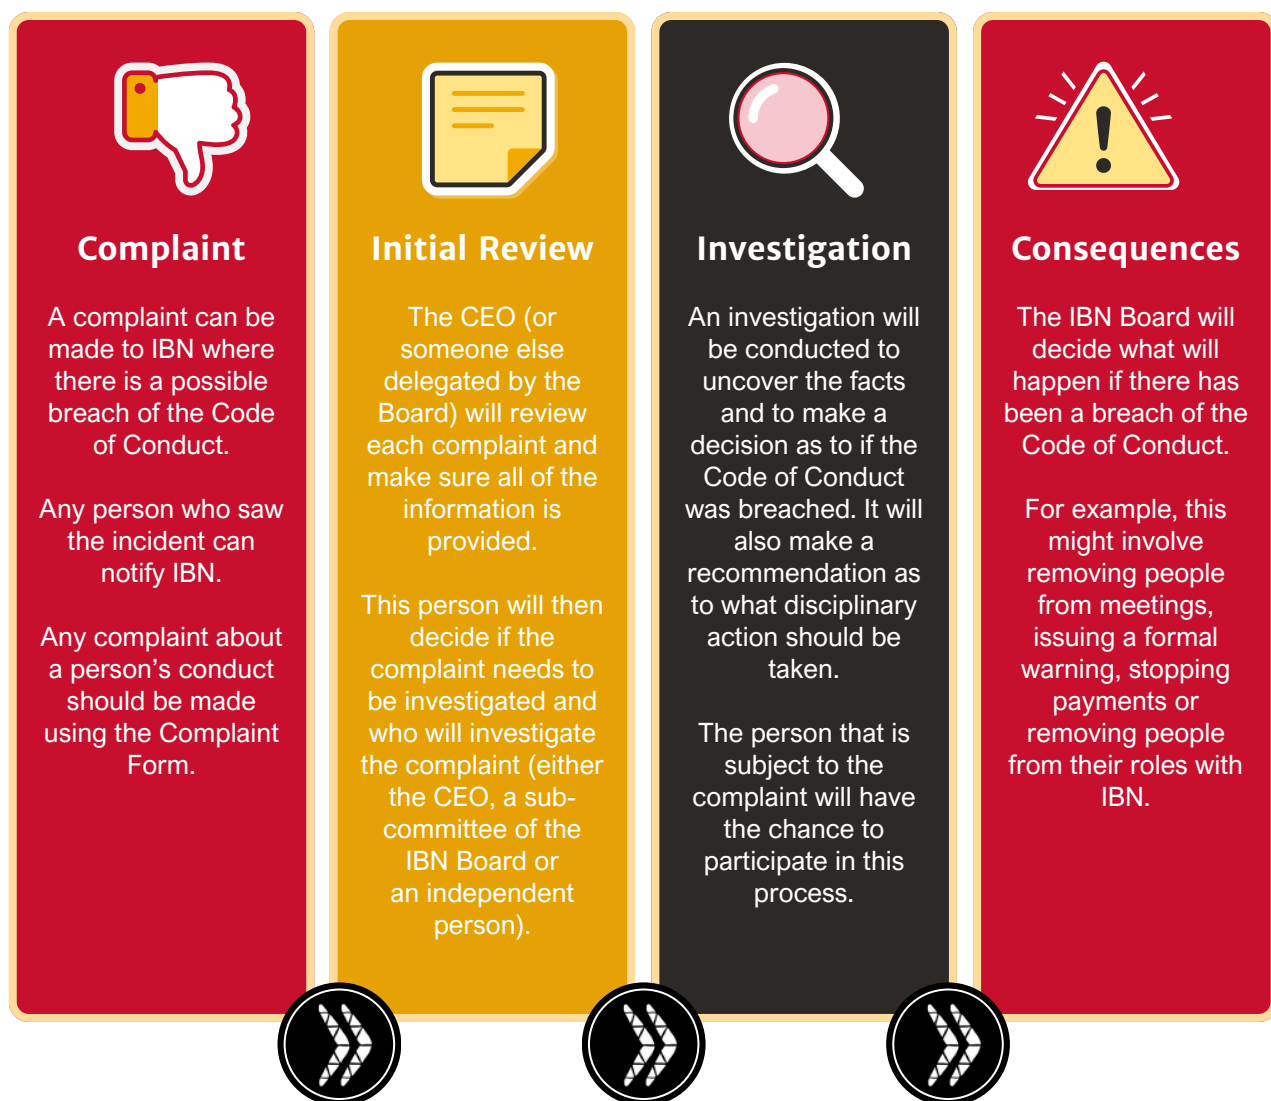 Complaint
A complaint can be
made to IBN where
there is a possible
breach of the Code
of Conduct.
Any person who saw
the incident can
notify IBN.
Any complaint about
a person’s conduct
should be made
using the Complaint
Form.
Initial Review
The CEO (or
someone else
delegated by the
Board) will review
each complaint and
make sure all of the
information is
provided.
This person will then
decide if the
complaint needs to
be investigated and
who will investigate
the complaint (either
the CEO, a sub-
committee of the
IBN Board or
an independent
person).
Investigation
An investigation will
be conducted to
uncover the facts
and to make a
decision as to if the
Code of Conduct
was breached. It will
also make a
recommendation as
to what disciplinary
action should be
taken.
The person that is
subject to the
complaint will have
the chance to
participate in this
process.
Consequences
The IBN Board will
decide what will
happen if there has
been a breach of the
Code of Conduct.
For example, this
might involve
removing people
from meetings,
issuing a formal
warning, stopping
payments or
removing people
from their roles with
IBN.